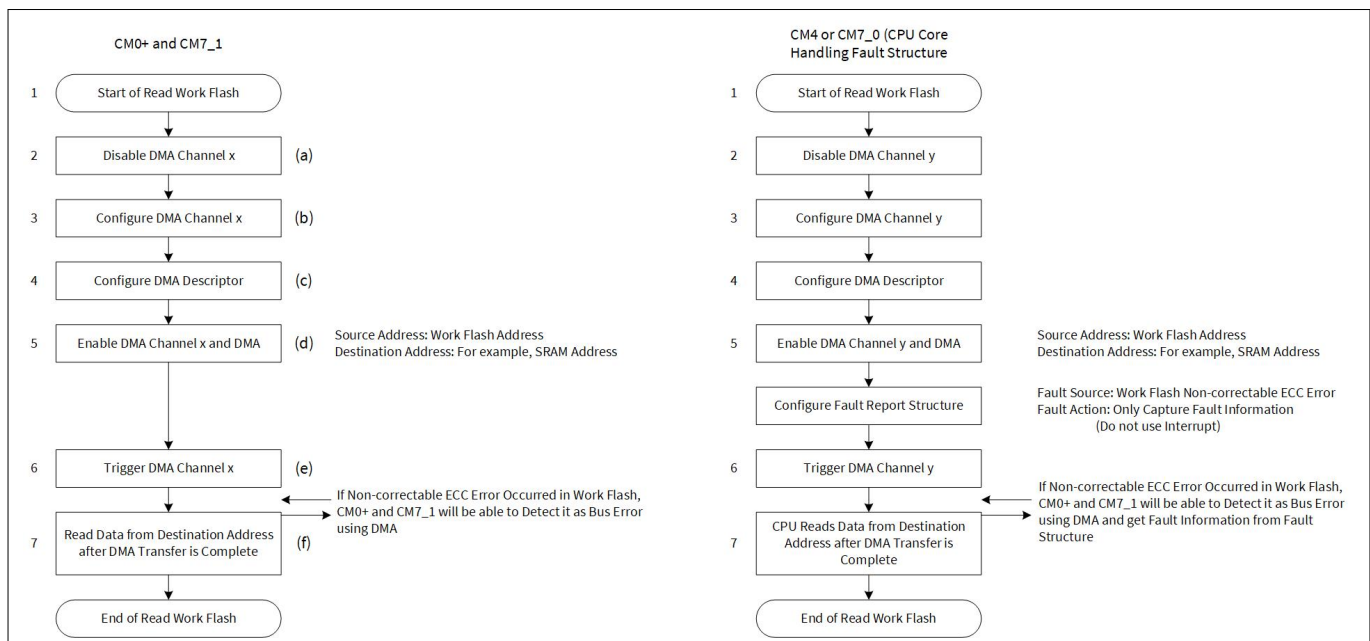 CM0+ and CM7_1
1
Start of Read Work Flash
2
Disable DMA Channel x
(a)
3
Configure DMA Channel x
(b)
4
Configure DMA Descriptor
(c)
5
Enable DMA Channel x and DMA
(d)
Source Address: Work Flash Address
Destination Address: For example, SRAM Address
6
Trigger DMA Channel x
(e)
If Non-correctable ECC Error Occurred in Work Flash,
CM0+ and CM7_1 will be able to Detect it as Bus Error
using DMA
7
Read Data from Destination Address
after DMA Transfer is Complete
(f)
End of Read Work Flash
CM4 or CM7_0 (CPU Core
Handling Fault Structure
1
Start of Read Work Flash
2
Disable DMA Channel y
3
Configure DMA Channel y
4
Configure DMA Descriptor
5
Enable DMA Channel y and DMA
Source Address: Work Flash Address
Destination Address: For example, SRAM Address
Configure Fault Report Structure
Fault Source: Work Flash Non-correctable ECC Error
Fault Action: Only Capture Fault Information
(Do not use Interrupt)
6
Trigger DMA Channel y
If Non-correctable ECC Error Occurred in Work Flash,
CM0+ and CM7_1 will be able to Detect it as Bus Error
using DMA and get Fault Information from Fault
Structure
7
CPU Reads Data from Destination
Address after DMA Transfer is
Complete
End of Read Work Flash